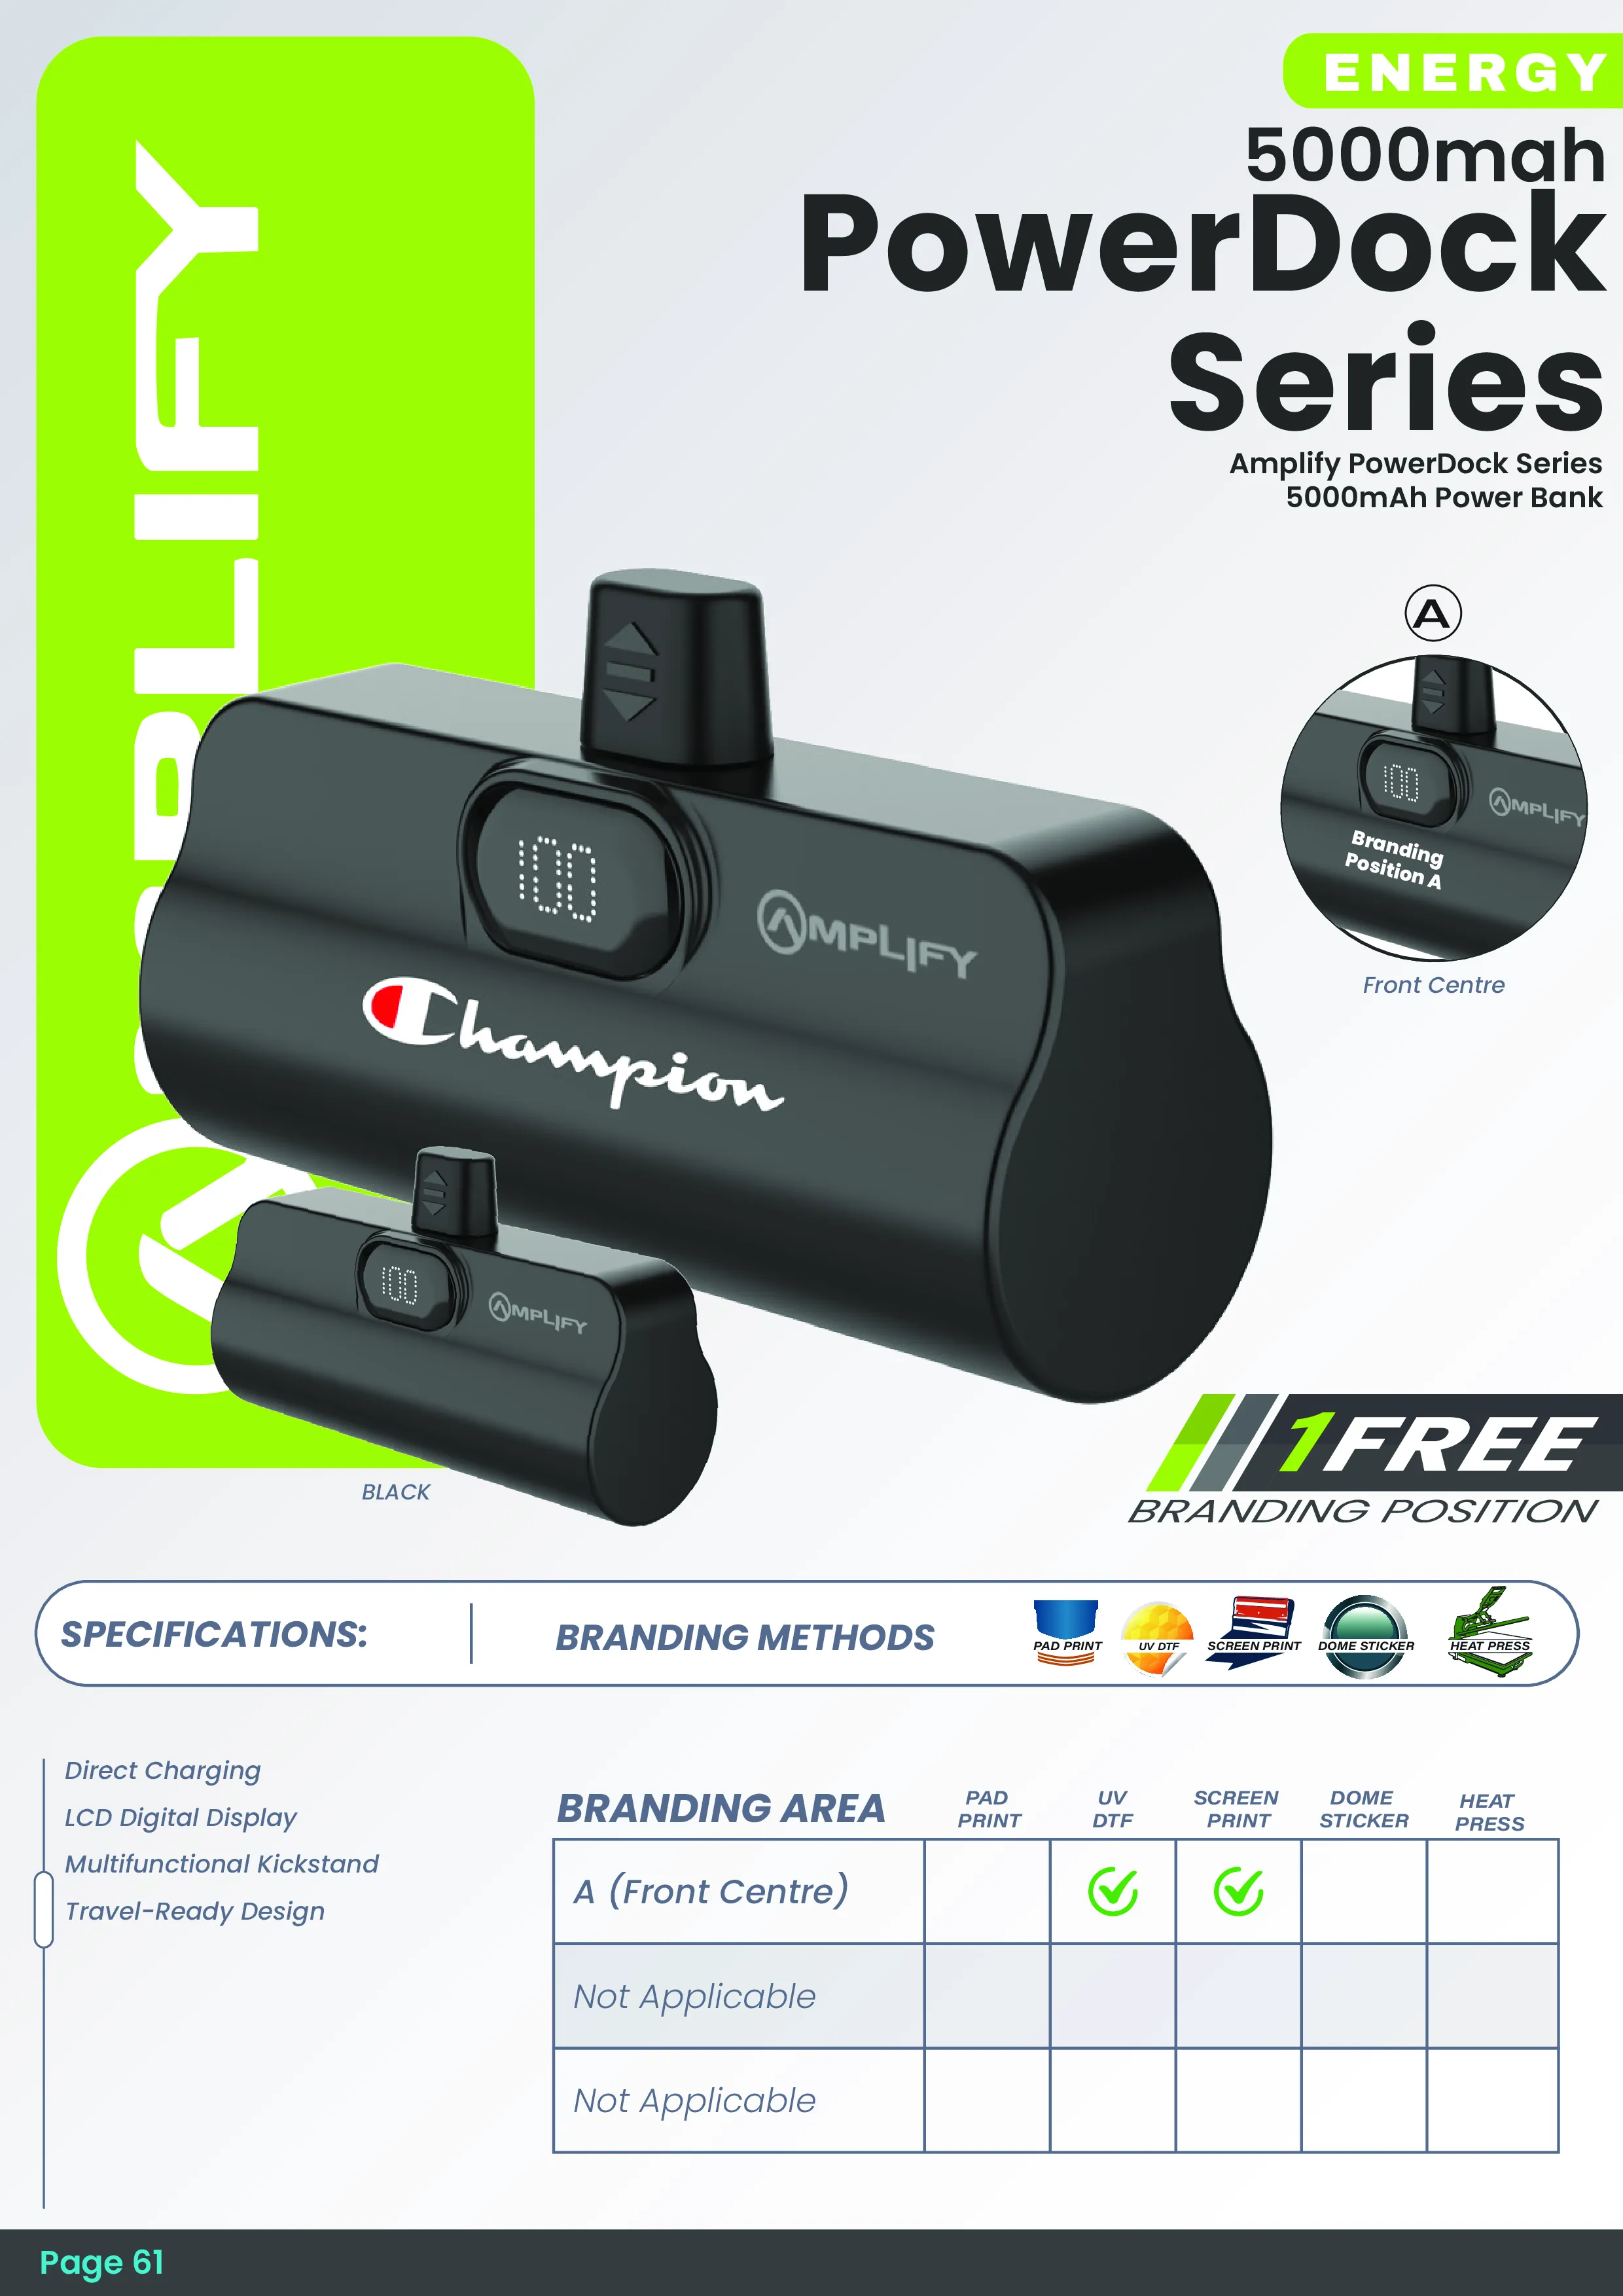 ENERGY
5000mah
PowerDock
Series
Amplify PowerDock Series
5000mAh Power Bank
AMPLIFY
A
100
AMPLIFY
Branding
Position A
Front Centre
100
AMPLIFY
Champion
100
AMPLIFY
BLACK
1FREE
BRANDING POSITION
SPECIFICATIONS:
BRANDING METHODS
PAD PRINT
UV DTF
SCREEN PRINT
DOME STICKER
HEAT PRESS
Direct Charging
LCD Digital Display
Multifunctional Kickstand
Travel-Ready Design
BRANDING AREA
PAD PRINT
UV DTF
SCREEN PRINT
DOME STICKER
HEAT PRESS
A (Front Centre)
Not Applicable
Not Applicable
Page 61